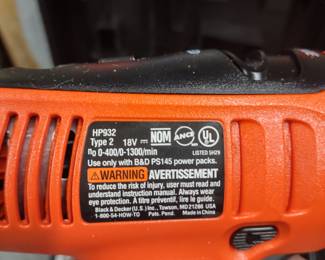 HP932
Type 2 18V ⎓ NOM ANCE UL
n₀ 0-400/0-1300/min LISTED 5H29
Use only with B&D PS145 power packs.
WARNING AVERTISSEMENT
To reduce the risk of injury, user must read and
understand instruction manual. Always wear
eye protection. À titre préventif, lire le guide.
Black & Decker (U.S.) Inc., Towson, MD 21286 USA
1-800-54-HOW-TO Pats. Pend. Made in China